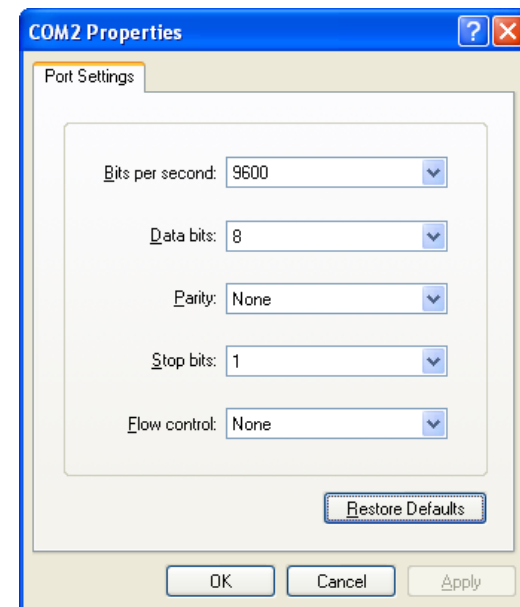 COM2 Properties
Port Settings
Bits per second: 9600
Data bits: 8
Parity: None
Stop bits: 1
Flow control: None
Restore Defaults
OK Cancel Apply